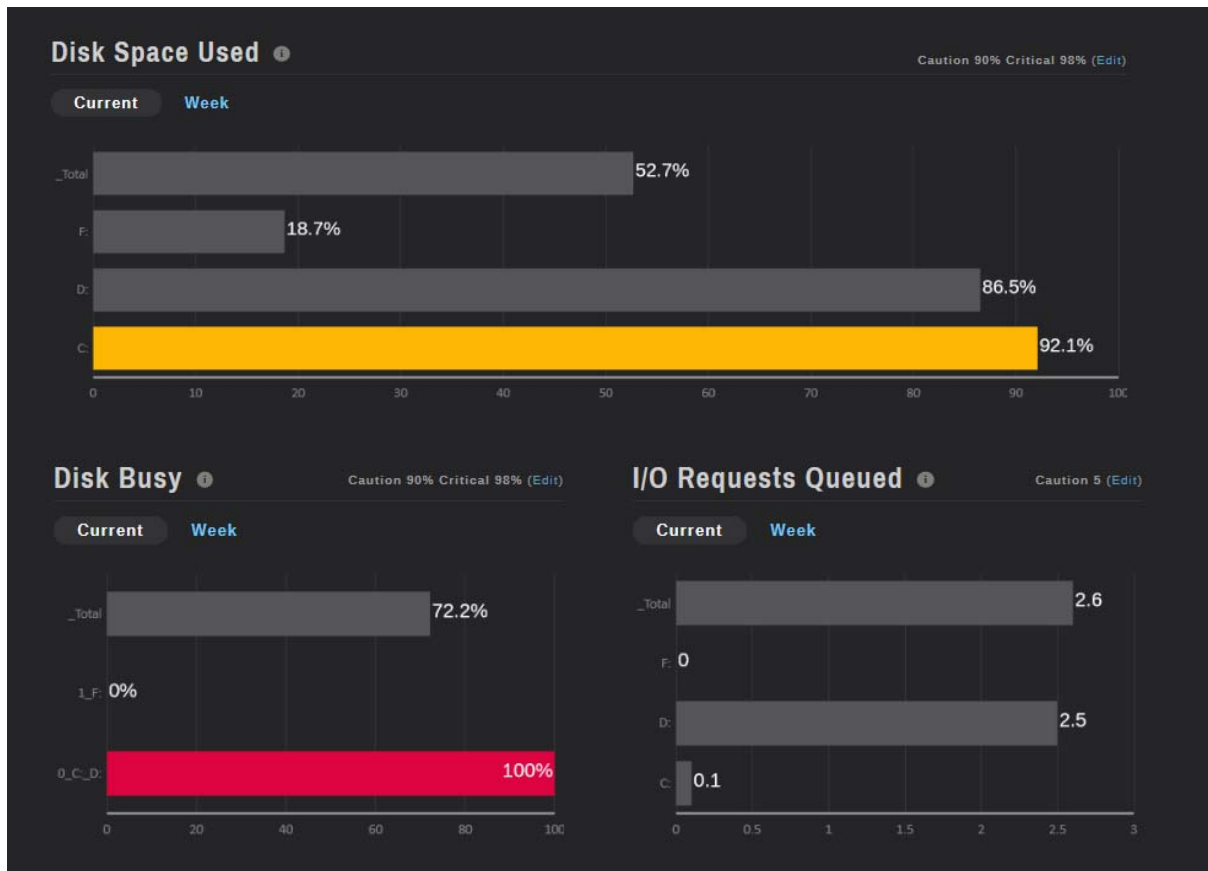 Disk Space Used
Caution 90% Critical 98% (Edit)
Current Week
_Total 52.7%
F: 18.7%
D: 86.5%
C: 92.1%
0 10 20 30 40 50 60 70 80 90 100
Disk Busy
Caution 90% Critical 98% (Edit)
Current Week
_Total 72.2%
1_F: 0%
0_C:_D: 100%
0 20 40 60 80 100
I/O Requests Queued
Caution 5 (Edit)
Current Week
_Total 2.6
F: 0
D: 2.5
C: 0.1
0 0.5 1 1.5 2 2.5 3